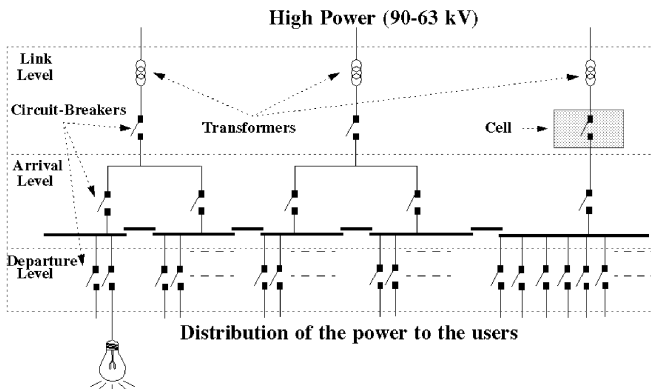 High Power (90-63 kV)
Link
Level
Circuit-Breakers
Transformers
Cell
Arrival
Level
Departure
Level
Distribution of the power to the users